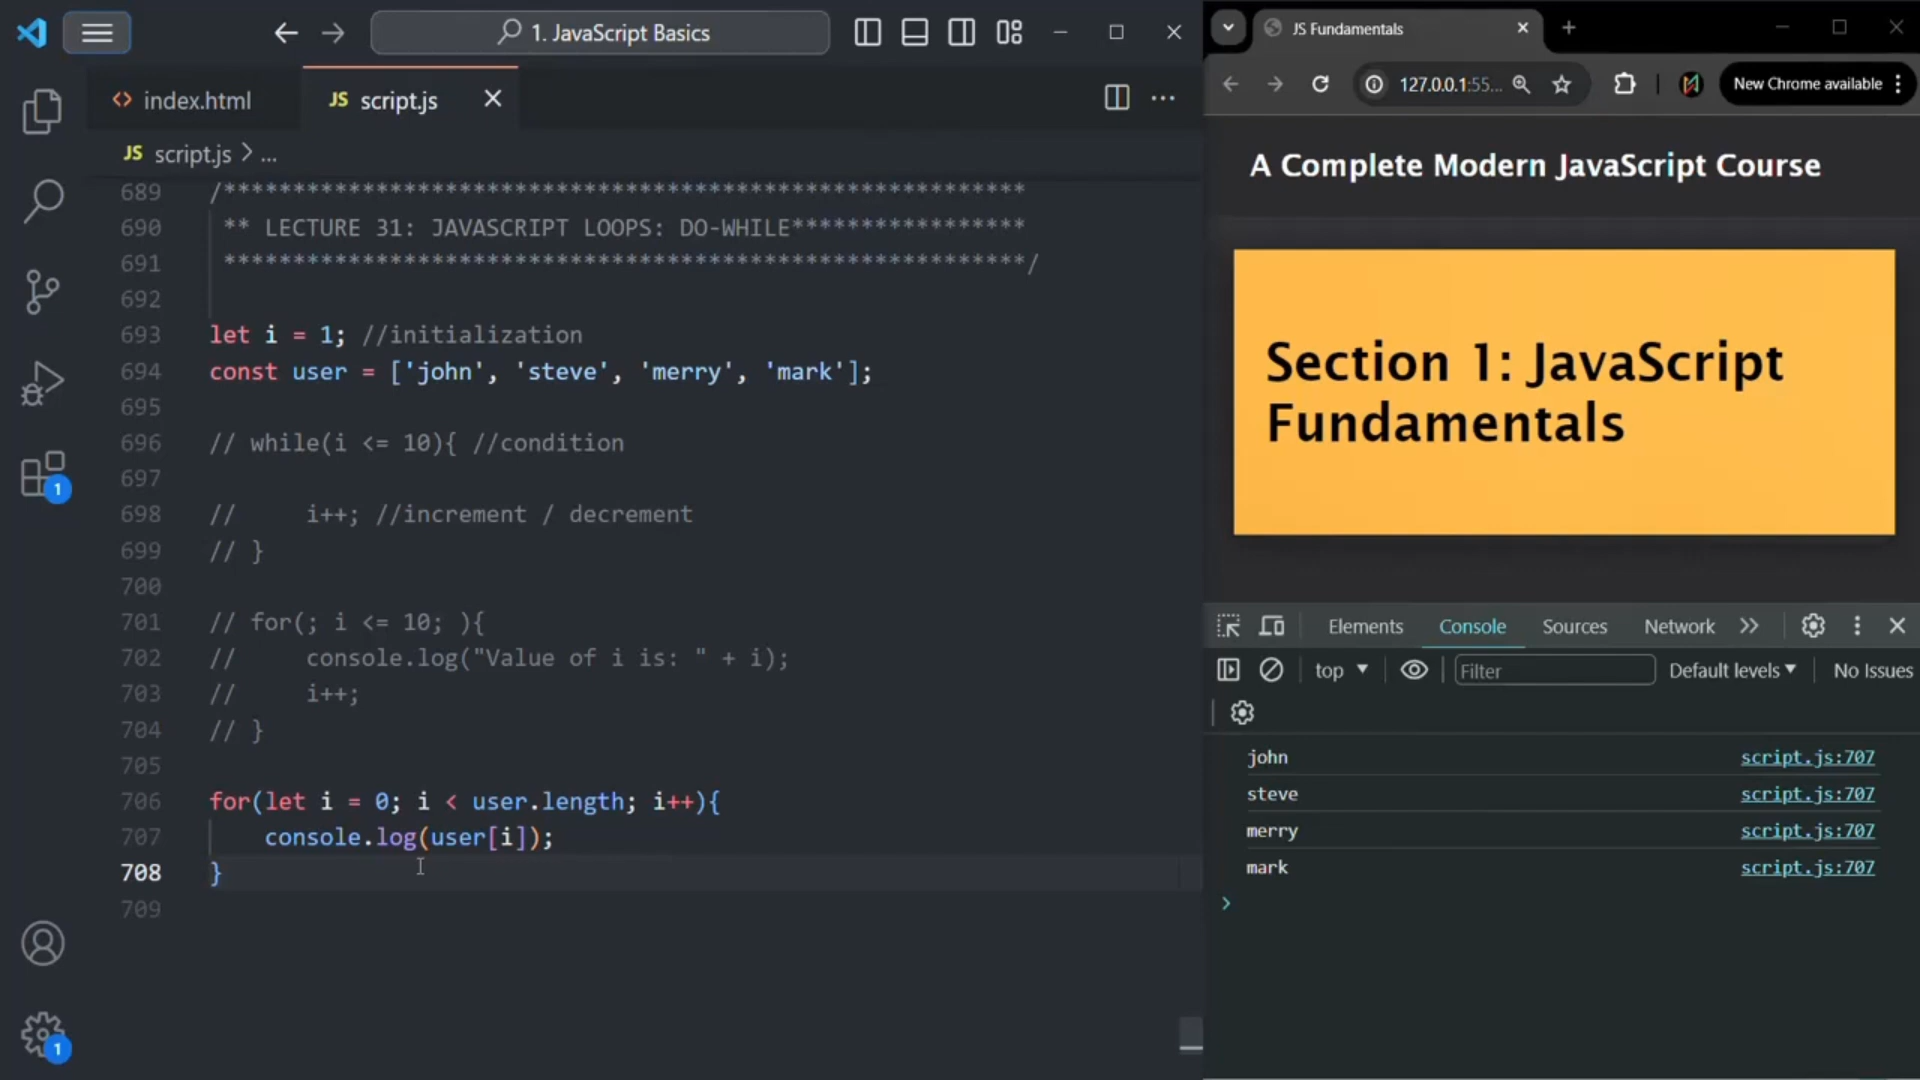 1. JavaScript Basics
index.html
JS script.js
JS script.js > ...
689 /**********************************************************
690 ** LECTURE 31: JAVASCRIPT LOOPS: DO-WHILE*****************
691 **********************************************************/
692
693 let i = 1; //initialization
694 const user = ['john', 'steve', 'merry', 'mark'];
695
696 // while(i <= 10){ //condition
697
698 //     i++; //increment / decrement
699 // }
700
701 // for(; i <= 10; ){
702 //     console.log("Value of i is: " + i);
703 //     i++;
704 // }
705
706 for(let i = 0; i < user.length; i++){
707     console.log(user[i]);
708 }
709
1
1
JS Fundamentals
127.0.0.1:55...
New Chrome available
A Complete Modern JavaScript Course
Section 1: JavaScript
Fundamentals
Elements Console Sources Network
top Filter Default levels No Issues
john script.js:707
steve script.js:707
merry script.js:707
mark script.js:707